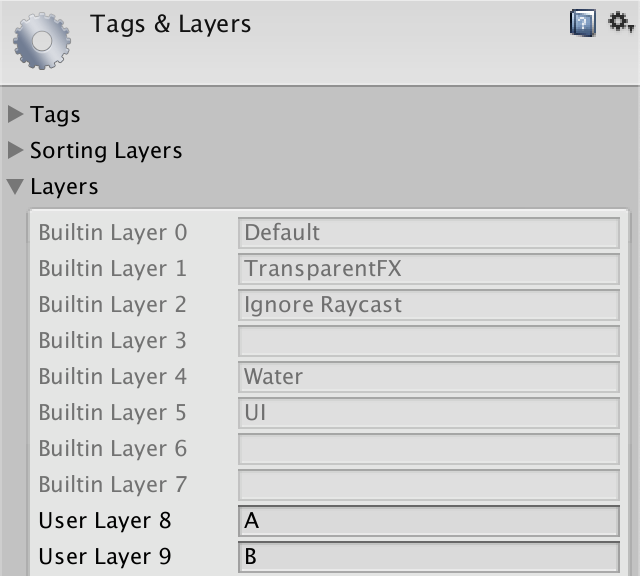 Tags & Layers
Tags
Sorting Layers
Layers
Builtin Layer 0 Default
Builtin Layer 1 TransparentFX
Builtin Layer 2 Ignore Raycast
Builtin Layer 3
Builtin Layer 4 Water
Builtin Layer 5 UI
Builtin Layer 6
Builtin Layer 7
User Layer 8 A
User Layer 9 B